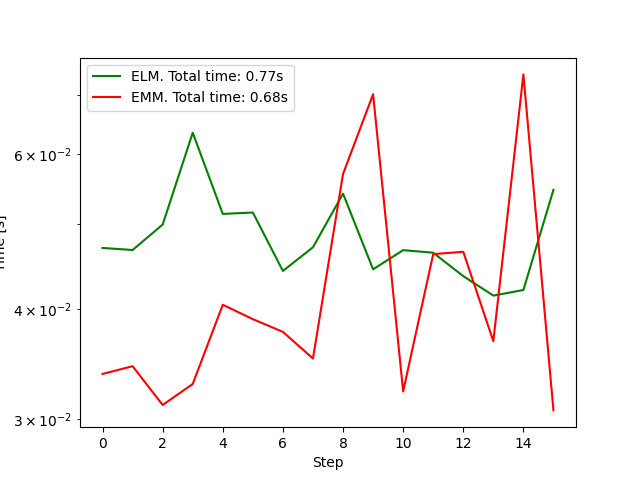 ELM. Total time: 0.77s
EMM. Total time: 0.68s
6 × 10⁻²
4 × 10⁻²
3 × 10⁻²
0 2 4 6 8 10 12 14
Step